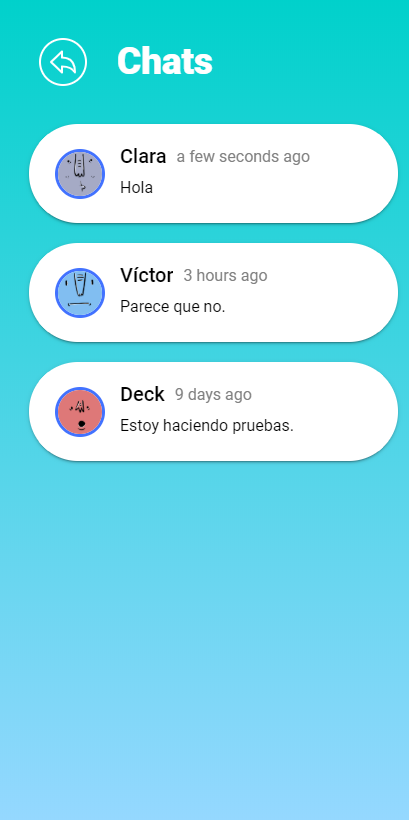 Chats
Clara a few seconds ago
Hola
Víctor 3 hours ago
Parece que no.
Deck 9 days ago
Estoy haciendo pruebas.